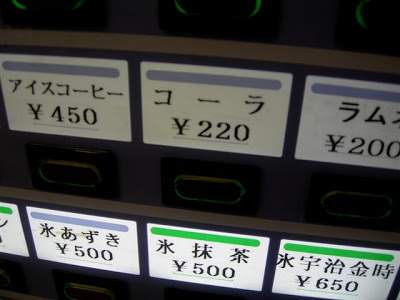 アイスコーヒー
¥450
コーラ
¥220
ラムネ
¥200
氷あずき
¥500
氷抹茶
¥500
氷宇治金時
¥650